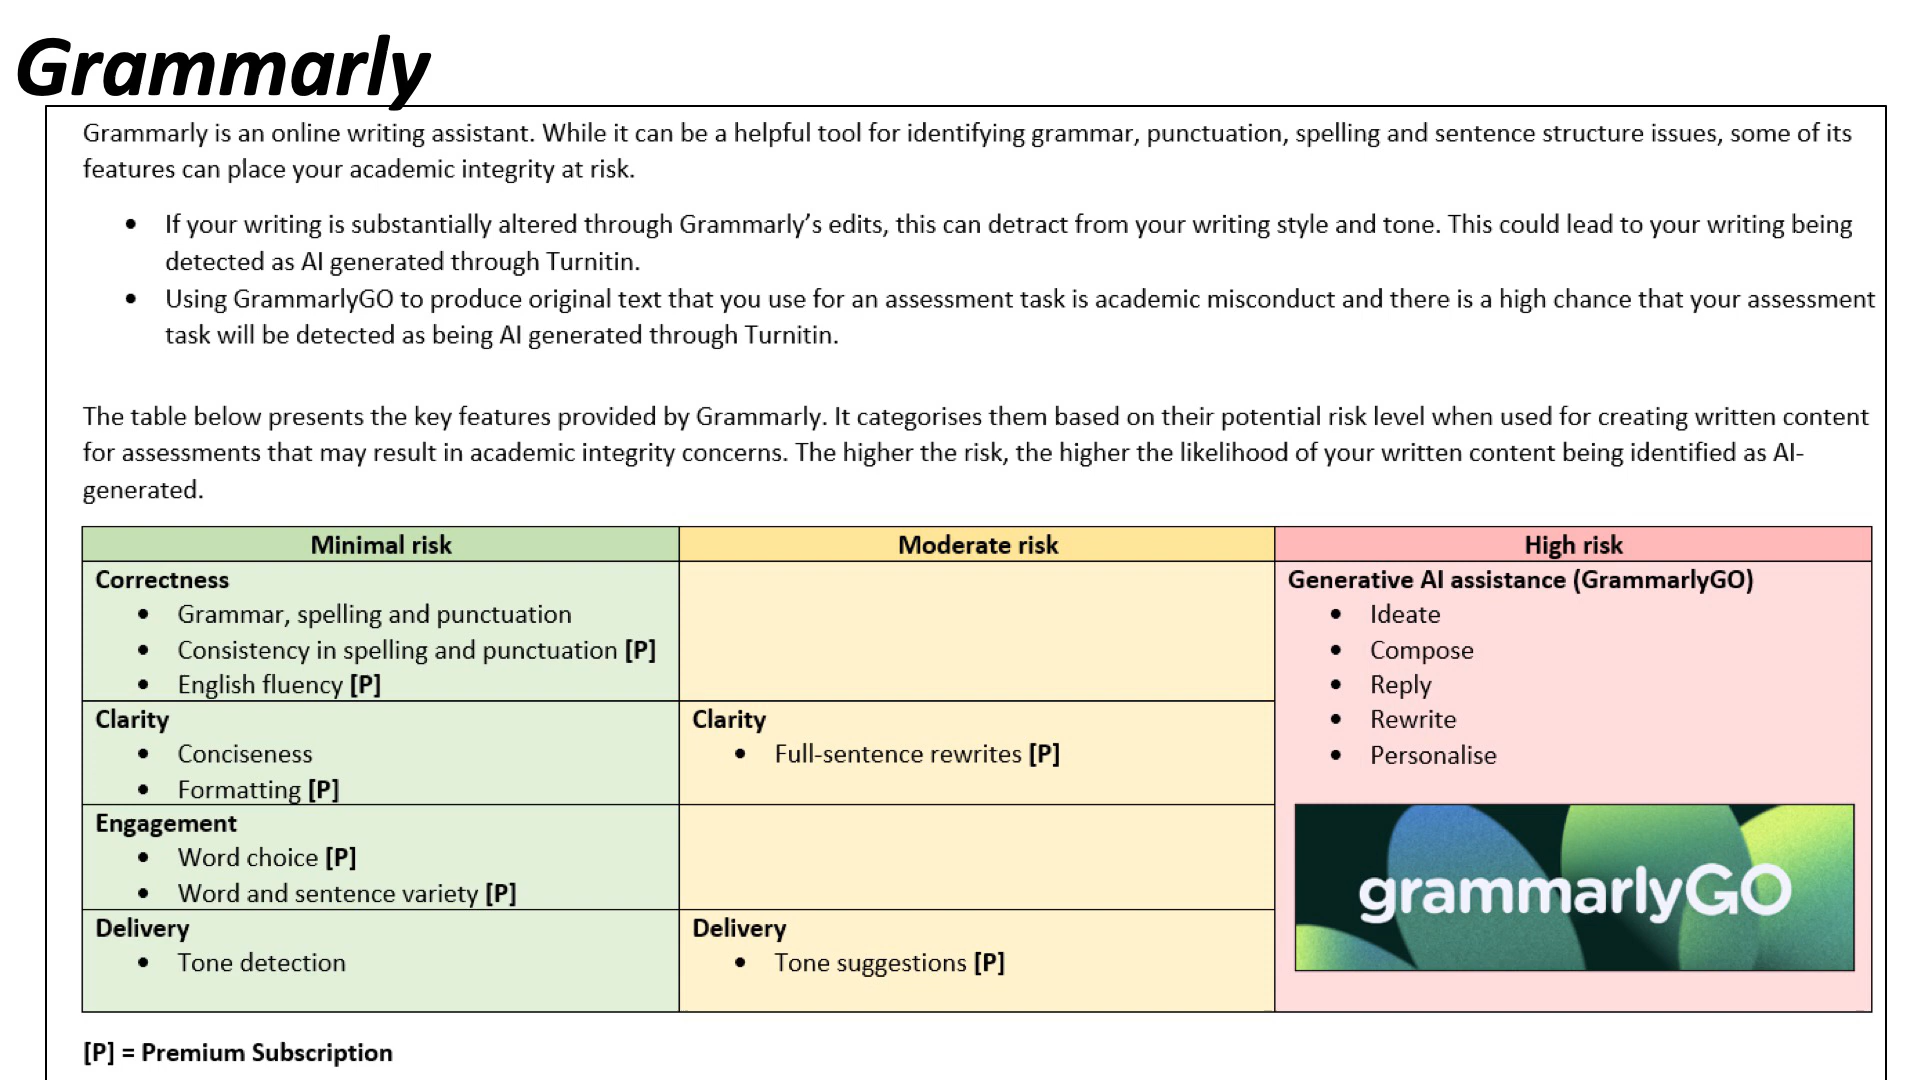 Grammarly
Grammarly is an online writing assistant. While it can be a helpful tool for identifying grammar, punctuation, spelling and sentence structure issues, some of its
features can place your academic integrity at risk.
• If your writing is substantially altered through Grammarly’s edits, this can detract from your writing style and tone. This could lead to your writing being
detected as AI generated through Turnitin.
• Using GrammarlyGO to produce original text that you use for an assessment task is academic misconduct and there is a high chance that your assessment
task will be detected as being AI generated through Turnitin.
The table below presents the key features provided by Grammarly. It categorises them based on their potential risk level when used for creating written content
for assessments that may result in academic integrity concerns. The higher the risk, the higher the likelihood of your written content being identified as AI-
generated.
Minimal risk
Moderate risk
High risk
Correctness
• Grammar, spelling and punctuation
• Consistency in spelling and punctuation [P]
• English fluency [P]
Generative AI assistance (GrammarlyGO)
• Ideate
• Compose
• Reply
• Rewrite
• Personalise
grammarlyGO
Clarity
• Conciseness
• Formatting [P]
Clarity
• Full-sentence rewrites [P]
Engagement
• Word choice [P]
• Word and sentence variety [P]
Delivery
• Tone detection
Delivery
• Tone suggestions [P]
[P] = Premium Subscription